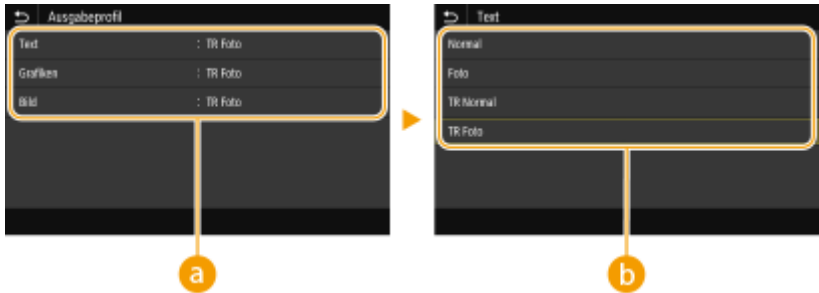 Ausgabeprofil
Text : TR Foto
Grafiken : TR Foto
Bild : TR Foto
a
Text
Normal
Foto
TR Normal
TR Foto
b